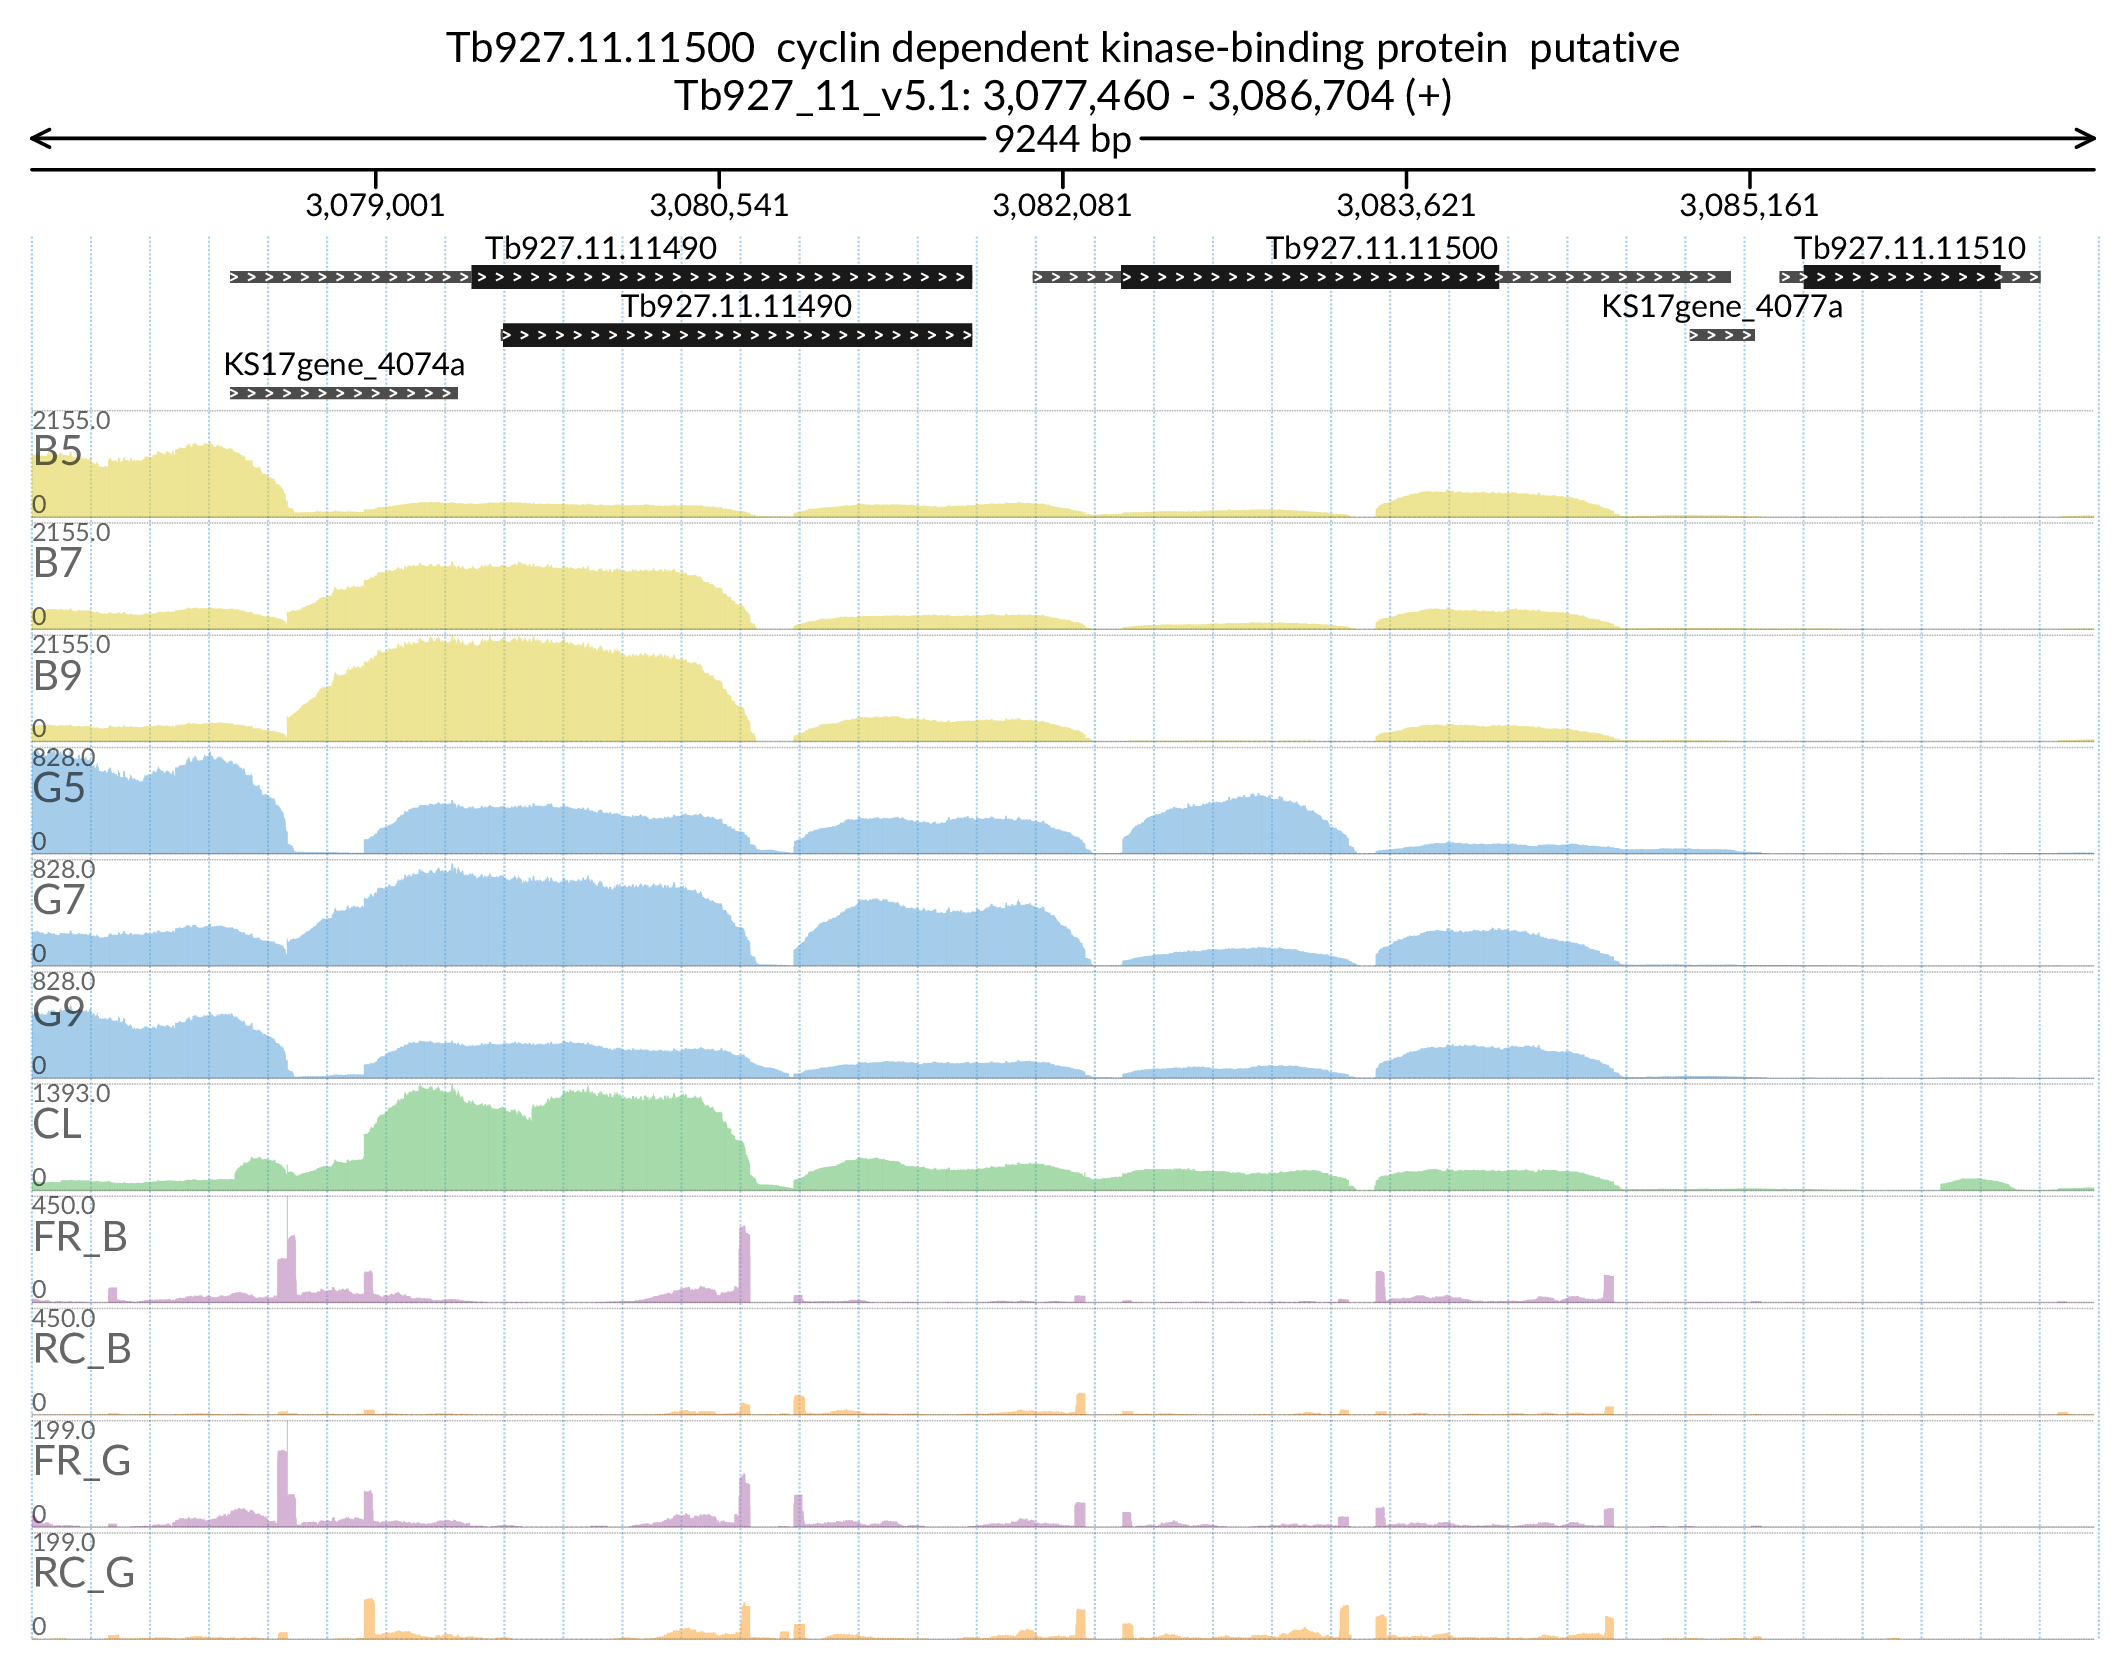 Tb927.11.11500 cyclin dependent kinase-binding protein putative
Tb927_11_v5.1: 3,077,460 - 3,086,704 (+)
9244 bp
3,079,001 3,080,541 3,082,081 3,083,621 3,085,161
Tb927.11.11490 Tb927.11.11500 Tb927.11.11510
Tb927.11.11490 KS17gene_4077a
KS17gene_4074a
2155.0
B5
0
2155.0
B7
0
2155.0
B9
0
828.0
G5
0
828.0
G7
0
828.0
G9
0
1393.0
CL
0
450.0
FR_B
0
450.0
RC_B
0
199.0
FR_G
0
199.0
RC_G
0